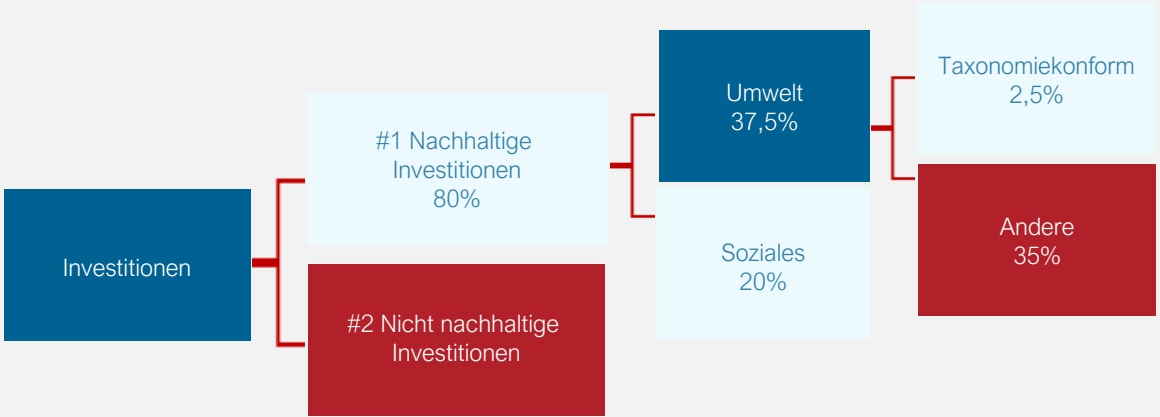 Investitionen
#1 Nachhaltige
Investitionen
80%
#2 Nicht nachhaltige
Investitionen
Umwelt
37,5%
Soziales
20%
Taxonomiekonform
2,5%
Andere
35%